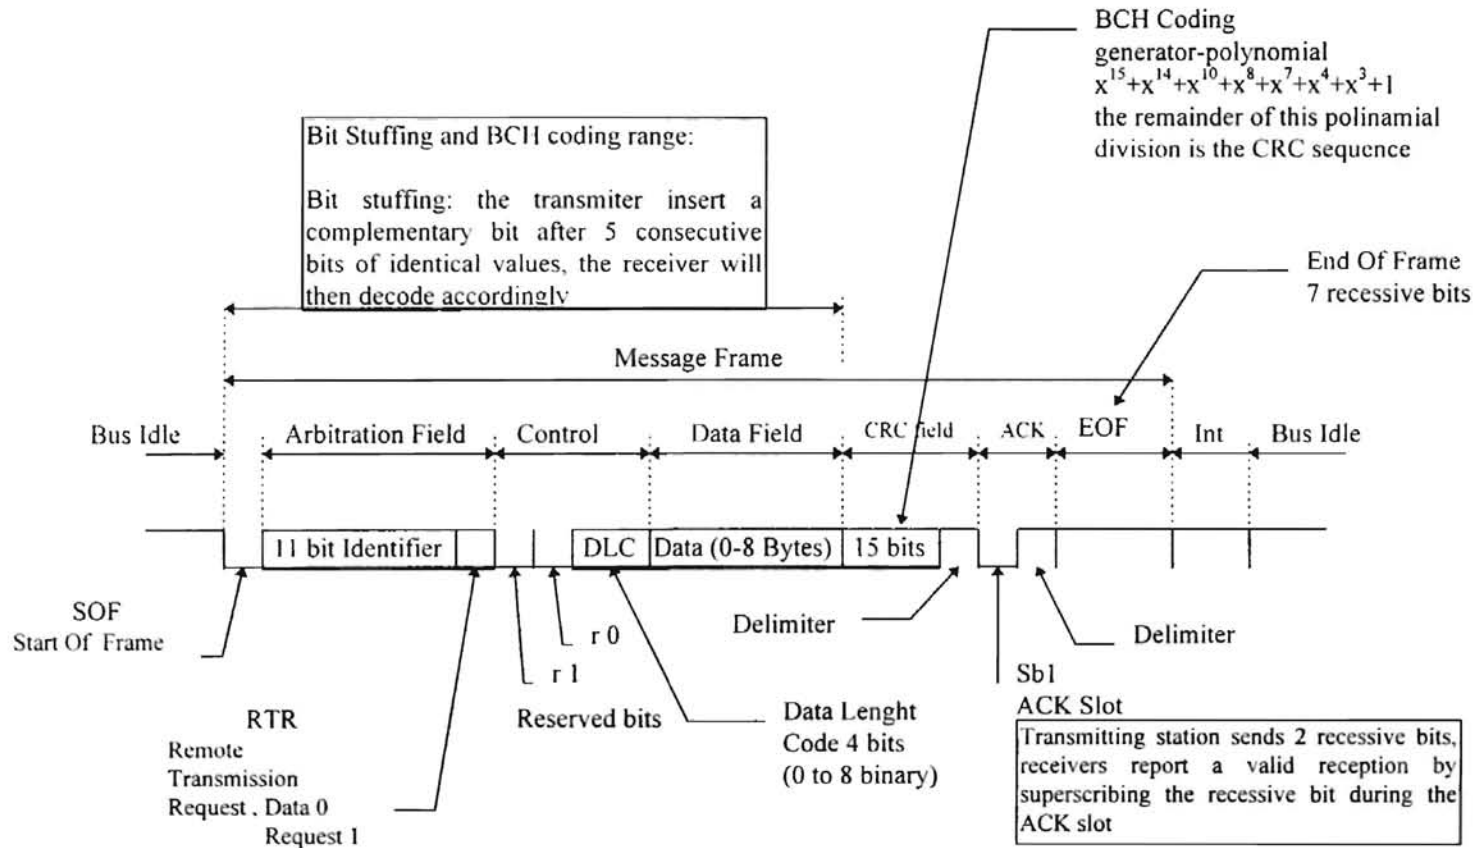 BCH Coding
generator-polynomial
x¹⁵+x¹⁴+x¹⁰+x⁸+x⁷+x⁴+x³+1
the remainder of this polinamial
division is the CRC sequence
Bit Stuffing and BCH coding range:
Bit stuffing: the transmiter insert a
complementary bit after 5 consecutive
bits of identical values, the receiver will
then decode accordingly
End Of Frame
7 recessive bits
Message Frame
Bus Idle
Arbitration Field
Control
Data Field
CRC field
ACK
EOF
Int
Bus Idle
11 bit Identifier
DLC
Data (0-8 Bytes)
15 bits
SOF
Start Of Frame
r 0
r 1
Reserved bits
Delimiter
Delimiter
RTR
Remote
Transmission
Request . Data 0
Request 1
Data Lenght
Code 4 bits
(0 to 8 binary)
Sb1
ACK Slot
Transmitting station sends 2 recessive bits,
receivers report a valid reception by
superscribing the recessive bit during the
ACK slot